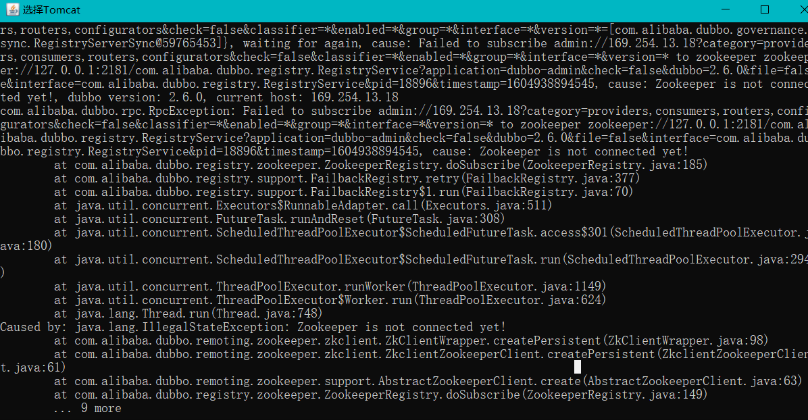 选择Tomcat
rs,routers,configurators&check=false&classifier=*&enabled=*&group=*&interface=*&version=*=[com.alibaba.dubbo.governance.
sync.RegistryServerSync@59765453]}, waiting for again, cause: Failed to subscribe admin://169.254.13.18?category=provider
s,consumers,routers,configurators&check=false&classifier=*&enabled=*&group=*&interface=*&version=* to zookeeper zookeep
er://127.0.0.1:2181/com.alibaba.dubbo.registry.RegistryService?application=dubbo-admin&check=false&dubbo=2.6.0&file=fals
e&interface=com.alibaba.dubbo.registry.RegistryService&pid=18896&timestamp=1604938894545, cause: Zookeeper is not connec
ted yet!, dubbo version: 2.6.0, current host: 169.254.13.18
com.alibaba.dubbo.rpc.RpcException: Failed to subscribe admin://169.254.13.18?category=providers,consumers,routers,confi
gurators&check=false&classifier=*&enabled=*&group=*&interface=*&version=* to zookeeper zookeeper://127.0.0.1:2181/com.al
ibaba.dubbo.registry.RegistryService?application=dubbo-admin&check=false&dubbo=2.6.0&file=false&interface=com.alibaba.du
bbo.registry.RegistryService&pid=18896&timestamp=1604938894545, cause: Zookeeper is not connected yet!
at com.alibaba.dubbo.registry.zookeeper.ZookeeperRegistry.doSubscribe(ZookeeperRegistry.java:185)
at com.alibaba.dubbo.registry.support.FailbackRegistry.retry(FailbackRegistry.java:377)
at com.alibaba.dubbo.registry.support.FailbackRegistry$1.run(FailbackRegistry.java:70)
at java.util.concurrent.Executors$RunnableAdapter.call(Executors.java:511)
at java.util.concurrent.FutureTask.runAndReset(FutureTask.java:308)
at java.util.concurrent.ScheduledThreadPoolExecutor$ScheduledFutureTask.access$301(ScheduledThreadPoolExecutor.j
ava:180)
at java.util.concurrent.ScheduledThreadPoolExecutor$ScheduledFutureTask.run(ScheduledThreadPoolExecutor.java:294
)
at java.util.concurrent.ThreadPoolExecutor.runWorker(ThreadPoolExecutor.java:1149)
at java.util.concurrent.ThreadPoolExecutor$Worker.run(ThreadPoolExecutor.java:624)
at java.lang.Thread.run(Thread.java:748)
Caused by: java.lang.IllegalStateException: Zookeeper is not connected yet!
at com.alibaba.dubbo.remoting.zookeeper.zkclient.ZkClientWrapper.createPersistent(ZkClientWrapper.java:98)
at com.alibaba.dubbo.remoting.zookeeper.zkclient.ZkclientZookeeperClient.createPersistent(ZkclientZookeeperClien
t.java:61)
at com.alibaba.dubbo.remoting.zookeeper.support.AbstractZookeeperClient.create(AbstractZookeeperClient.java:63)
at com.alibaba.dubbo.registry.zookeeper.ZookeeperRegistry.doSubscribe(ZookeeperRegistry.java:149)
... 9 more